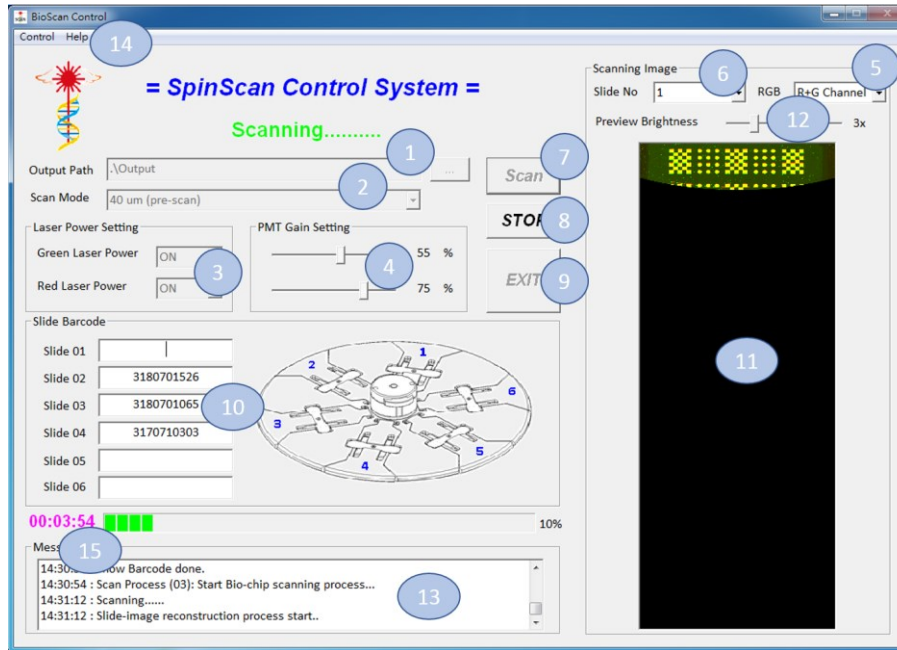 BioScan Control
Control Help
14
= SpinScan Control System =
Scanning..........
Output Path .\Output ... 1
Scan Mode 40 um (pre-scan) 2
Scan 7
STOP 8
EXIT 9
Laser Power Setting
Green Laser Power ON
Red Laser Power ON
3
PMT Gain Setting
55 %
75 %
4
Slide Barcode
Slide 01
Slide 02 3180701526
Slide 03 3180701065
Slide 04 3170710303
Slide 05
Slide 06
10
1
2
3
4
5
6
00:03:54 10%
15
14:30: Barcode done.
14:30:54 : Scan Process (03): Start Bio-chip scanning process...
14:31:12 : Scanning......
14:31:12 : Slide-image reconstruction process start..
13
Scanning Image
Slide No 1 6 RGB R+G Channel 5
Preview Brightness 12 3x
11